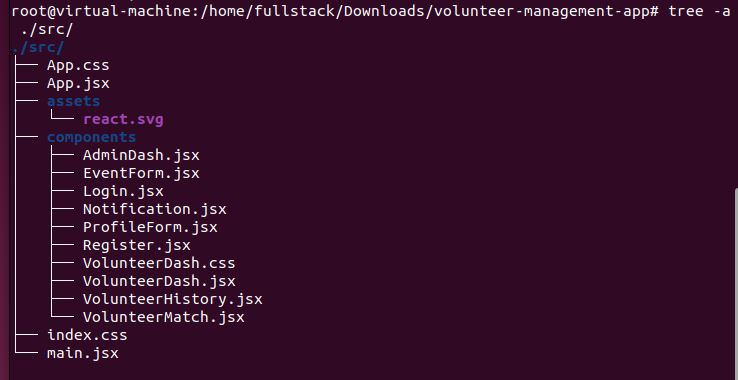 root@virtual-machine:/home/fullstack/Downloads/volunteer-management-app# tree -a
 ./src/
./src/
├── App.css
├── App.jsx
├── assets
│   └── react.svg
├── components
│   ├── AdminDash.jsx
│   ├── EventForm.jsx
│   ├── Login.jsx
│   ├── Notification.jsx
│   ├── ProfileForm.jsx
│   ├── Register.jsx
│   ├── VolunteerDash.css
│   ├── VolunteerDash.jsx
│   ├── VolunteerHistory.jsx
│   └── VolunteerMatch.jsx
├── index.css
└── main.jsx